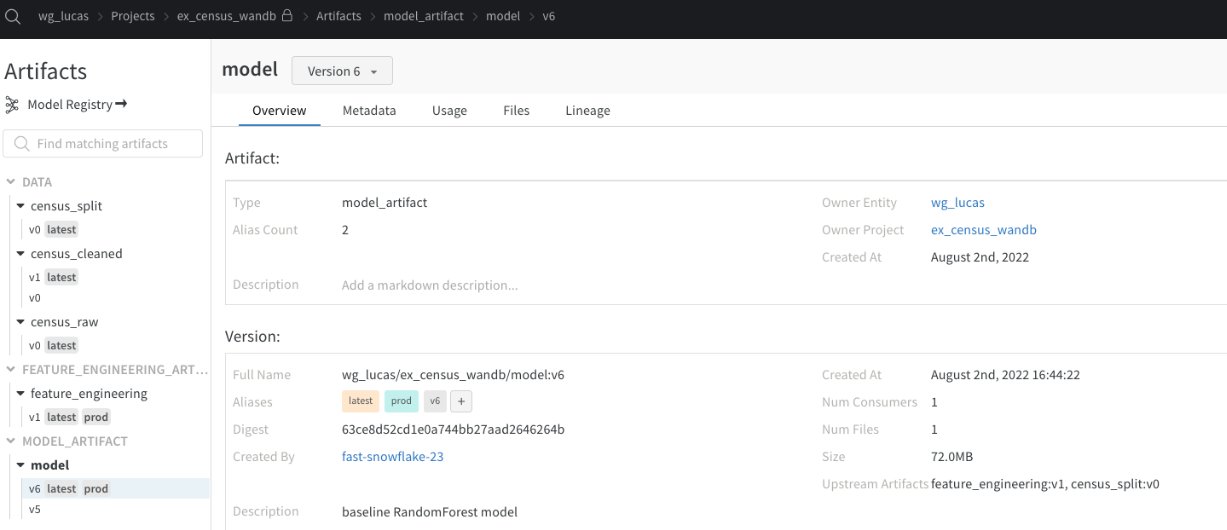 wg_lucas > Projects > ex_census_wandb > Artifacts > model_artifact > model > v6
Artifacts
Model Registry
Find matching artifacts
DATA
census_split
v0 latest
census_cleaned
v1 latest
v0
census_raw
v0 latest
FEATURE_ENGINEERING_ART...
feature_engineering
v1 latest prod
MODEL_ARTIFACT
model
v6 latest prod
v5
model Version 6
Overview Metadata Usage Files Lineage
Artifact:
Type model_artifact Owner Entity wg_lucas
Alias Count 2 Owner Project ex_census_wandb
Created At August 2nd, 2022
Description Add a markdown description...
Version:
Full Name wg_lucas/ex_census_wandb/model:v6 Created At August 2nd, 2022 16:44:22
Aliases latest prod v6 + Num Consumers 1
Digest 63ce8d52cd1e0a744bb27aad2646264b Num Files 1
Created By fast-snowflake-23 Size 72.0MB
Upstream Artifacts feature_engineering:v1, census_split:v0
Description baseline RandomForest model